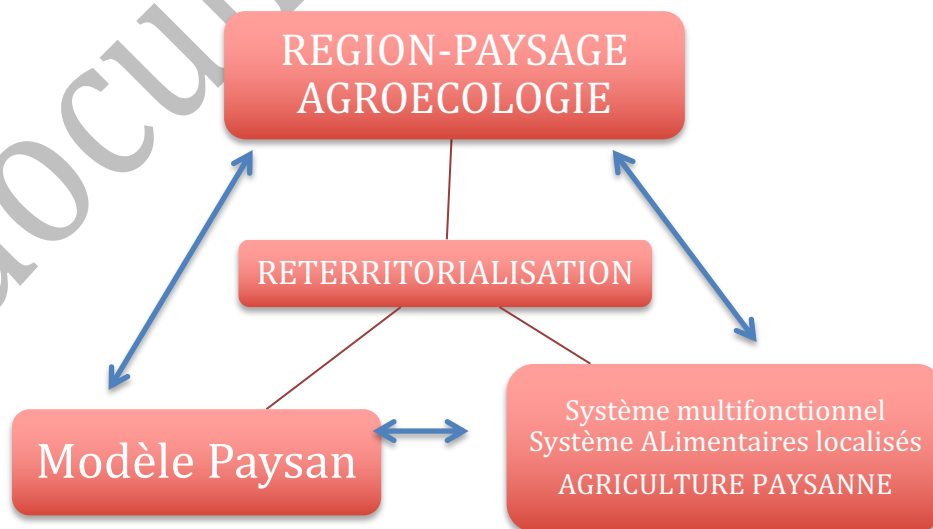 REGION-PAYSAGE
AGROECOLOGIE
RETERRITORIALISATION
Modèle Paysan
Système multifonctionnel
Système ALimentaires localisés
AGRICULTURE PAYSANNE